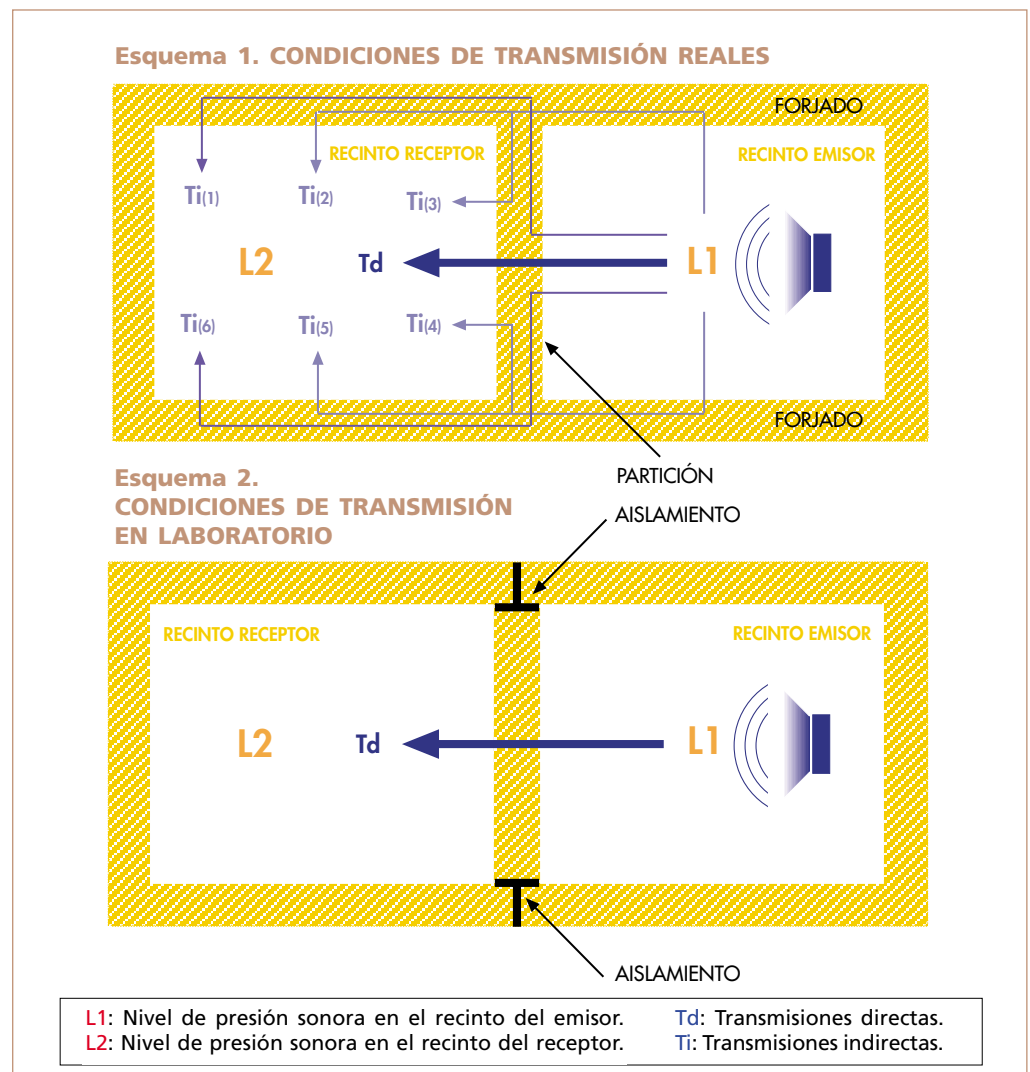 Esquema 1. CONDICIONES DE TRANSMISIÓN REALES
FORJADO
RECINTO RECEPTOR
RECINTO EMISOR
Ti(1)
Ti(2)
Ti(3)
L2
Td
L1
Ti(6)
Ti(5)
Ti(4)
FORJADO
PARTICIÓN
Esquema 2.
CONDICIONES DE TRANSMISIÓN
EN LABORATORIO
AISLAMIENTO
RECINTO RECEPTOR
RECINTO EMISOR
L2
Td
L1
AISLAMIENTO
L1: Nivel de presión sonora en el recinto del emisor.
Td: Transmisiones directas.
L2: Nivel de presión sonora en el recinto del receptor.
Ti: Transmisiones indirectas.